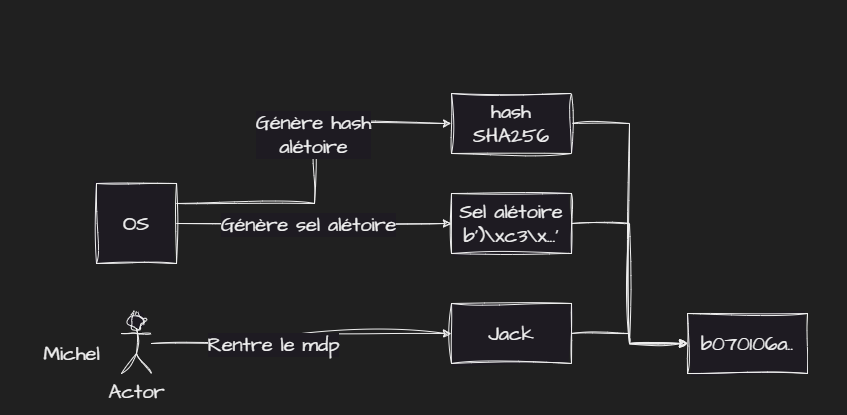 Génère hash
alétoire
hash
SHA256
OS
Génère sel alétoire
Sel alétoire
b')\xc3\x...'
Michel
Actor
Rentre le mdp
Jack
b070106a..